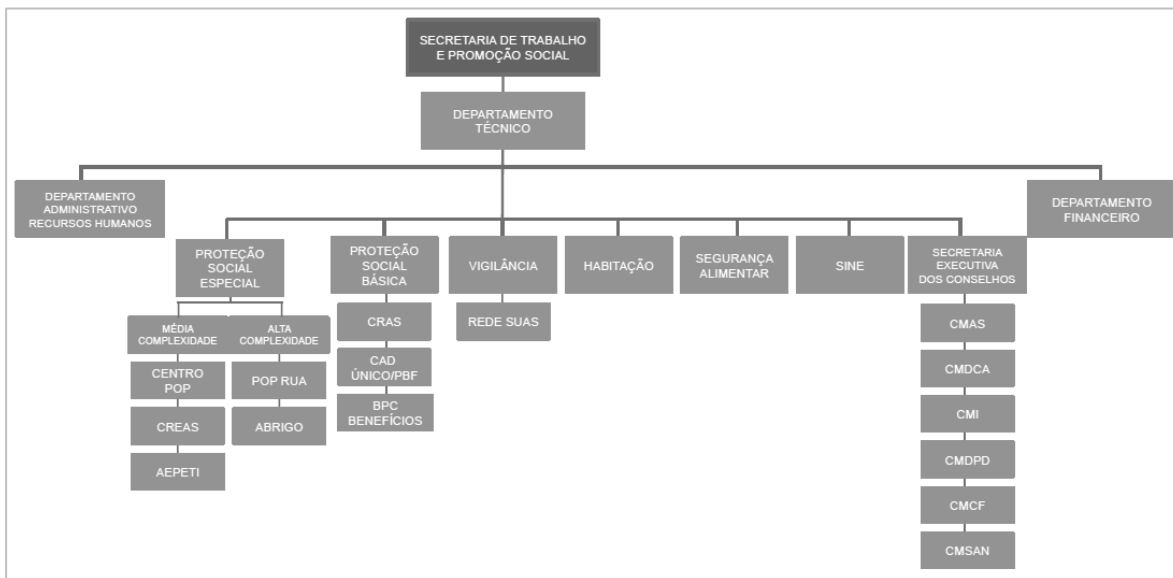 SECRETARIA DE TRABALHO
E PROMOÇÃO SOCIAL
DEPARTAMENTO
TÉCNICO
DEPARTAMENTO
ADMINISTRATIVO
RECURSOS HUMANOS
DEPARTAMENTO
FINANCEIRO
PROTEÇÃO
SOCIAL
ESPECIAL
PROTEÇÃO
SOCIAL
BÁSICA
VIGILÂNCIA
HABITAÇÃO
SEGURANÇA
ALIMENTAR
SINE
SECRETARIA
EXECUTIVA
DOS CONSELHOS
MÉDIA
COMPLEXIDADE
ALTA
COMPLEXIDADE
CENTRO
POP
CREAS
AEPETI
POP RUA
ABRIGO
CRAS
CAD
ÚNICO/PBF
BPC
BENEFÍCIOS
REDE SUAS
CMAS
CMDCA
CMI
CMDPD
CMCF
CMSAN